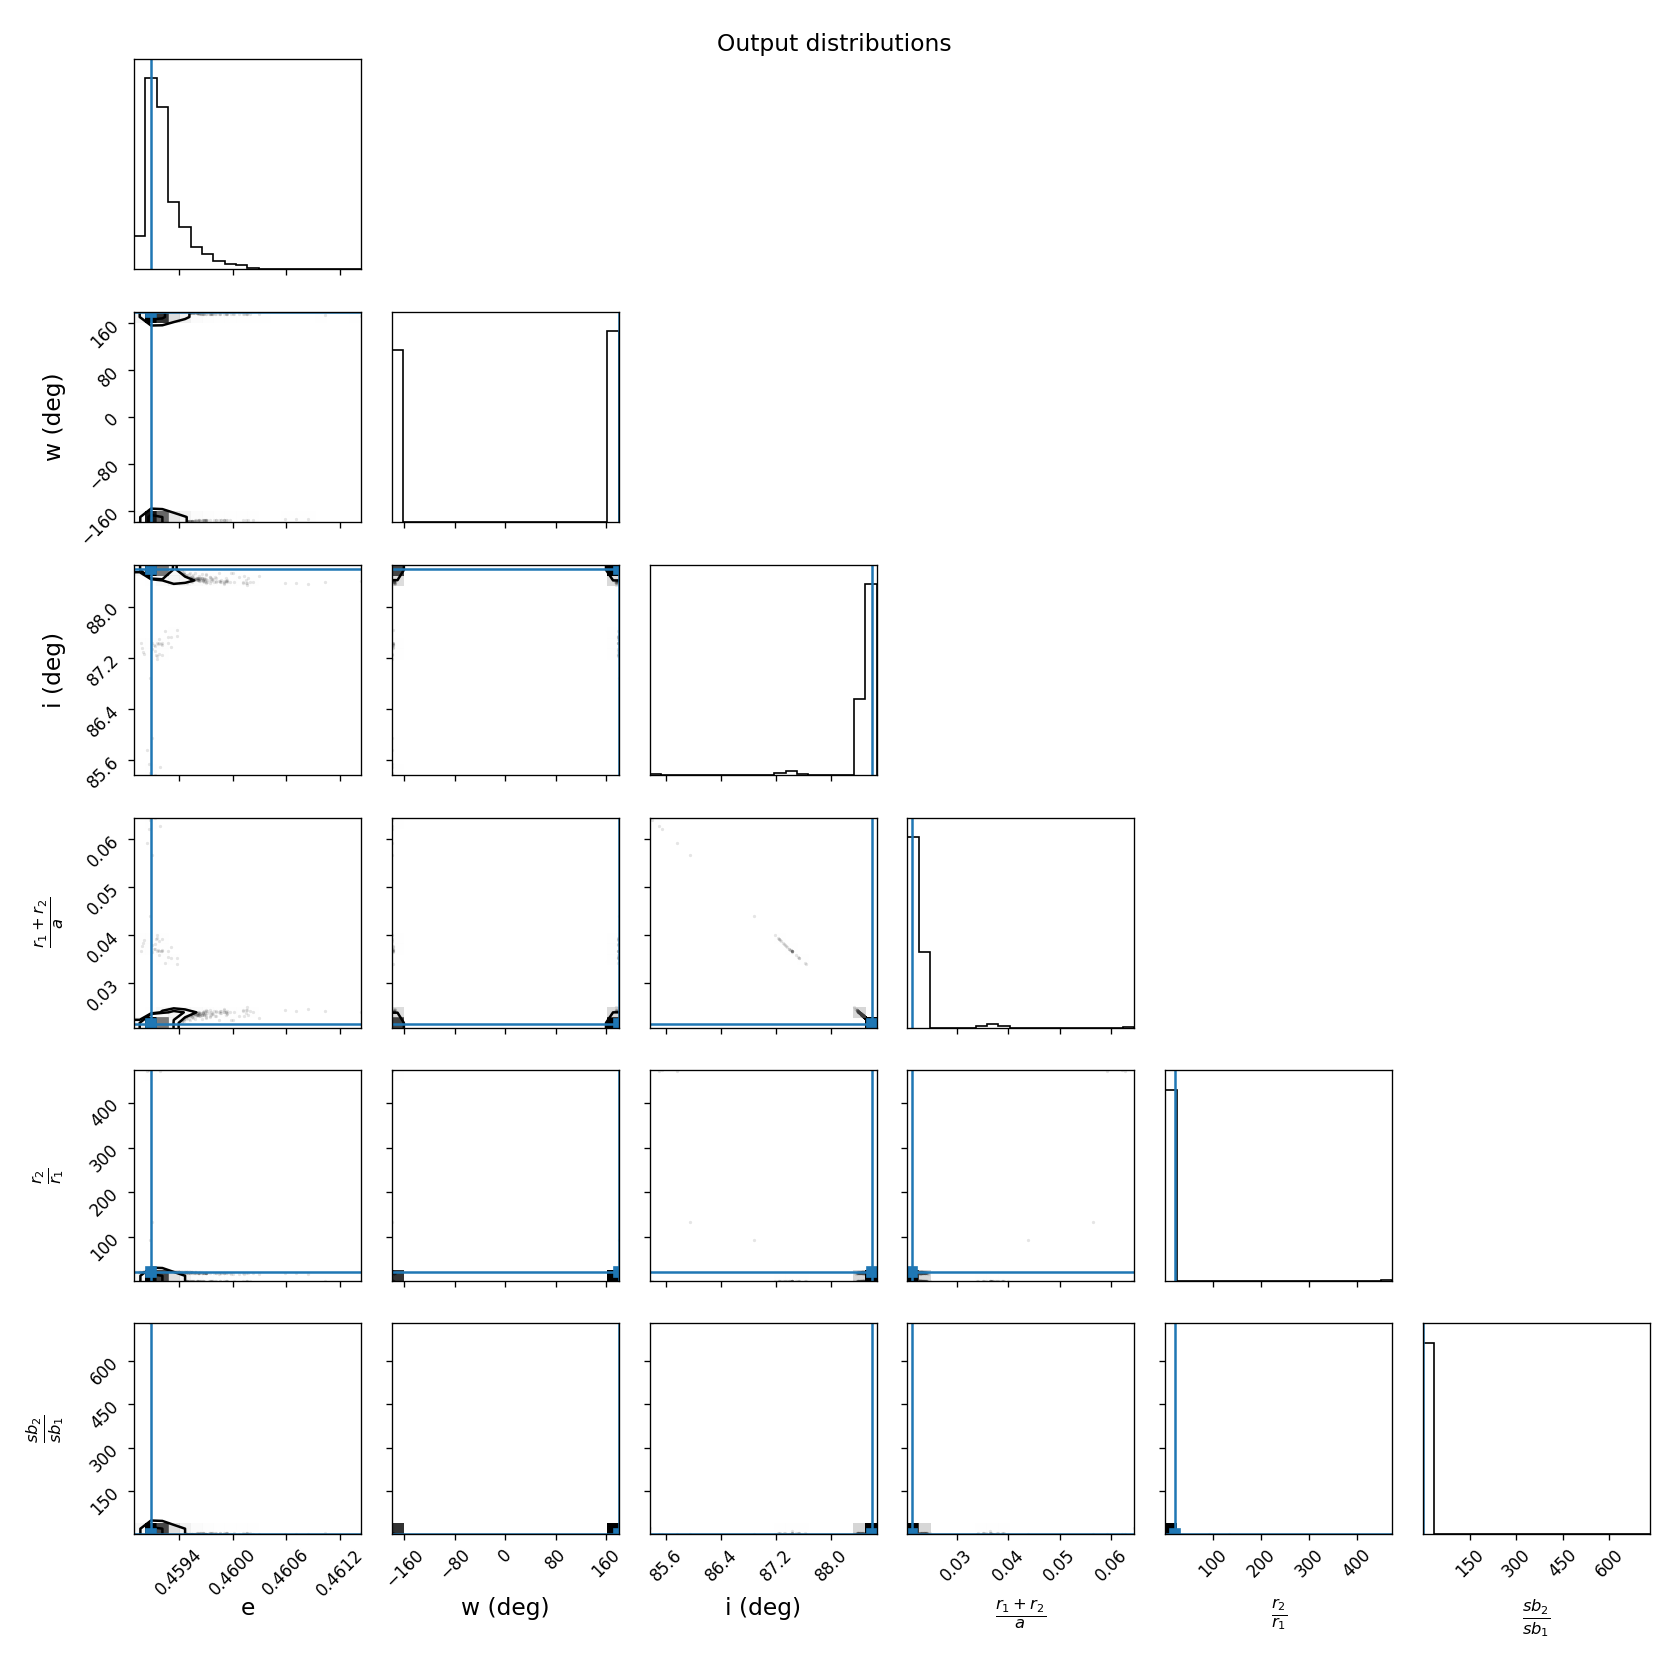 Output distributions
w (deg)
160
80
0
−80
−160
i (deg)
88.0
87.2
86.4
85.6
r₁ + r₂
a
0.06
0.05
0.04
0.03
r₂
r₁
400
300
200
100
sb₂
sb₁
600
450
300
150
0.4594 0.4600 0.4606 0.4612 −160 −80 0 80 160 85.6 86.4 87.2 88.0 0.03 0.04 0.05 0.06 100 200 300 400 150 300 450 600
e w (deg) i (deg) r₁ + r₂ r₂ sb₂
a r₁ sb₁